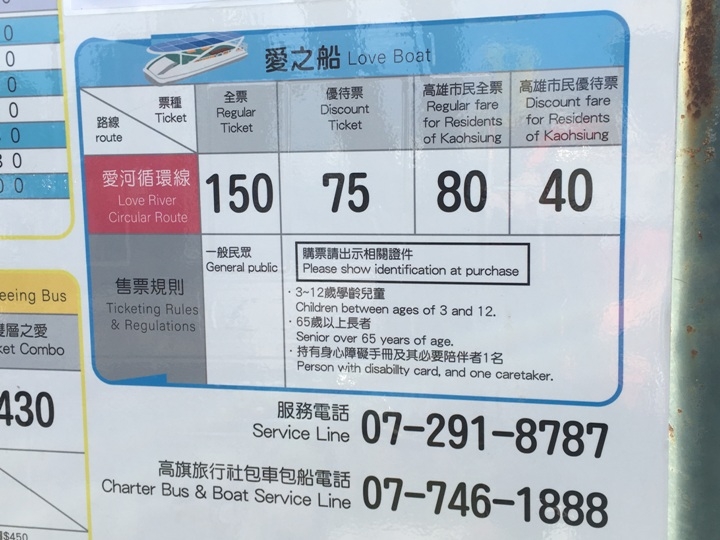 愛之船 Love Boat
票種
Ticket
路線
route
全票
Regular
Ticket
優待票
Discount
Ticket
高雄市民全票
Regular fare
for Residents
of Kaohsiung
高雄市民優待票
Discount fare
for Residents
of Kaohsiung
愛河循環線
Love River
Circular Route
150
75
80
40
售票規則
Ticketing Rules
& Regulations
一般民眾
General public
購票請出示相關證件
Please show identification at purchase
・3~12歲學齡兒童
Children between ages of 3 and 12.
・65歲以上長者
Senior over 65 years of age.
・持有身心障礙手冊及其必要陪伴者1名
Person with disability card, and one caretaker.
服務電話
Service Line 07-291-8787
高旗旅行社包車包船電話
Charter Bus & Boat Service Line 07-746-1888
eeing Bus
雙層之愛
ket Combo
430
$450